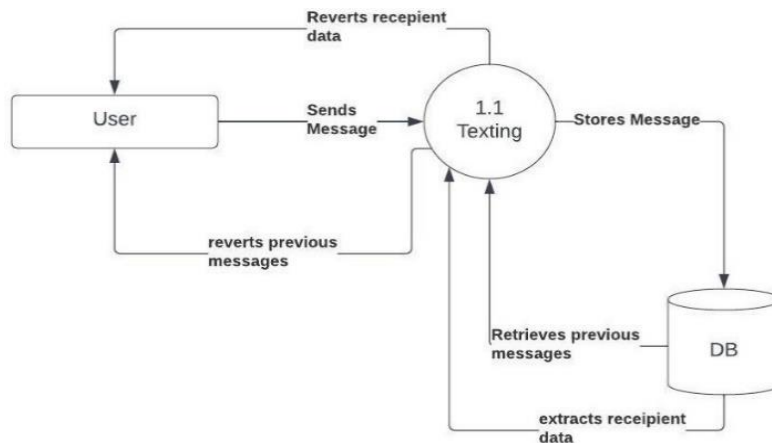 Reverts recepient
data
User
Sends
Message
1.1
Texting
Stores Message
reverts previous
messages
Retrieves previous
messages
DB
extracts receipient
data